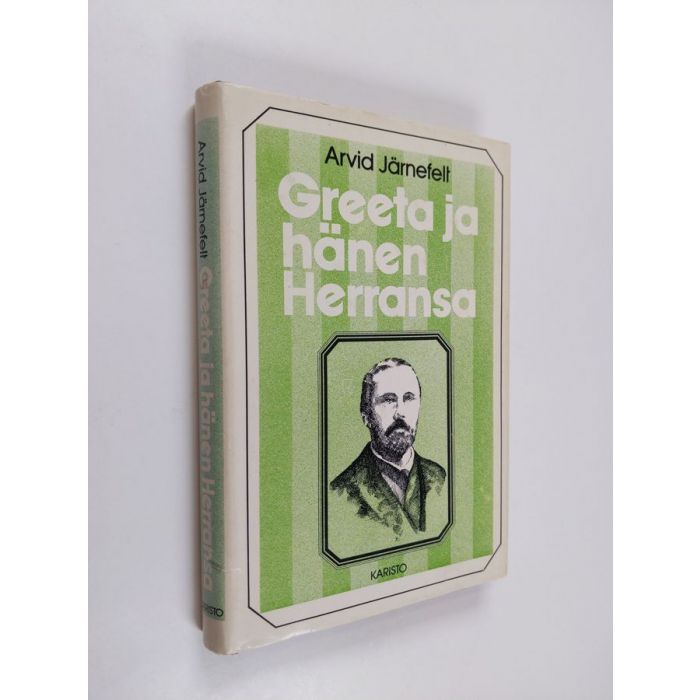 Arvid Järnefelt
Greeta ja
hänen
Herransa
KARISTO
Arvid Järnefelt Greeta ja hänen Herransa KARISTO